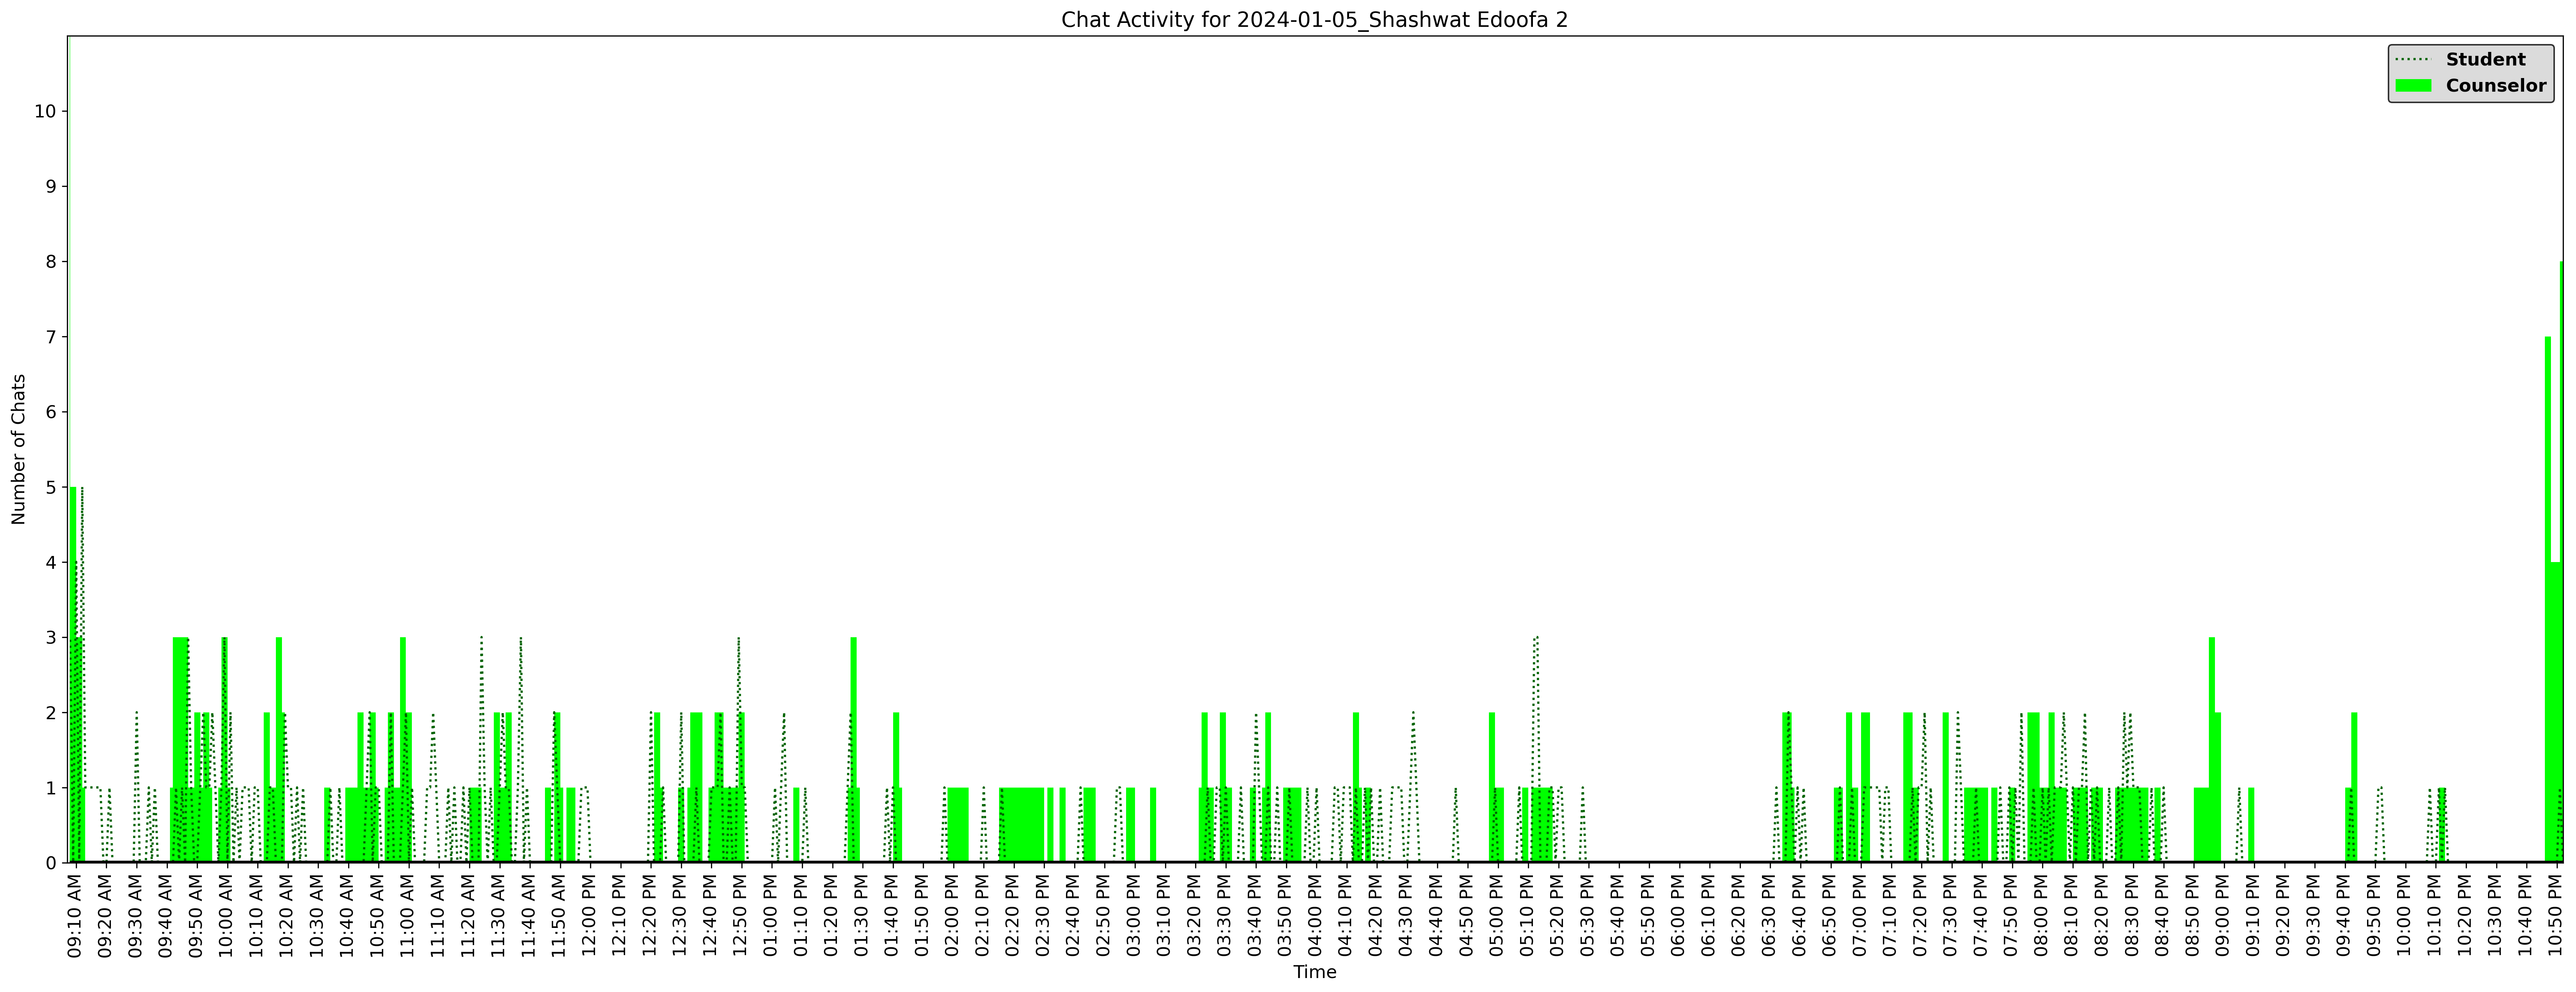 Chat Activity for 2024-01-05_Shashwat Edoofa 2
Student
Counselor
Number of Chats
10
9
8
7
6
5
4
3
2
1
0
09:10 AM
09:20 AM
09:30 AM
09:40 AM
09:50 AM
10:00 AM
10:10 AM
10:20 AM
10:30 AM
10:40 AM
10:50 AM
11:00 AM
11:10 AM
11:20 AM
11:30 AM
11:40 AM
11:50 AM
12:00 PM
12:10 PM
12:20 PM
12:30 PM
12:40 PM
12:50 PM
01:00 PM
01:10 PM
01:20 PM
01:30 PM
01:40 PM
01:50 PM
02:00 PM
02:10 PM
02:20 PM
02:30 PM
02:40 PM
02:50 PM
03:00 PM
03:10 PM
03:20 PM
03:30 PM
03:40 PM
03:50 PM
04:00 PM
04:10 PM
04:20 PM
04:30 PM
04:40 PM
04:50 PM
05:00 PM
05:10 PM
05:20 PM
05:30 PM
05:40 PM
05:50 PM
06:00 PM
06:10 PM
06:20 PM
06:30 PM
06:40 PM
06:50 PM
07:00 PM
07:10 PM
07:20 PM
07:30 PM
07:40 PM
07:50 PM
08:00 PM
08:10 PM
08:20 PM
08:30 PM
08:40 PM
08:50 PM
09:00 PM
09:10 PM
09:20 PM
09:30 PM
09:40 PM
09:50 PM
10:00 PM
10:10 PM
10:20 PM
10:30 PM
10:40 PM
10:50 PM
Time